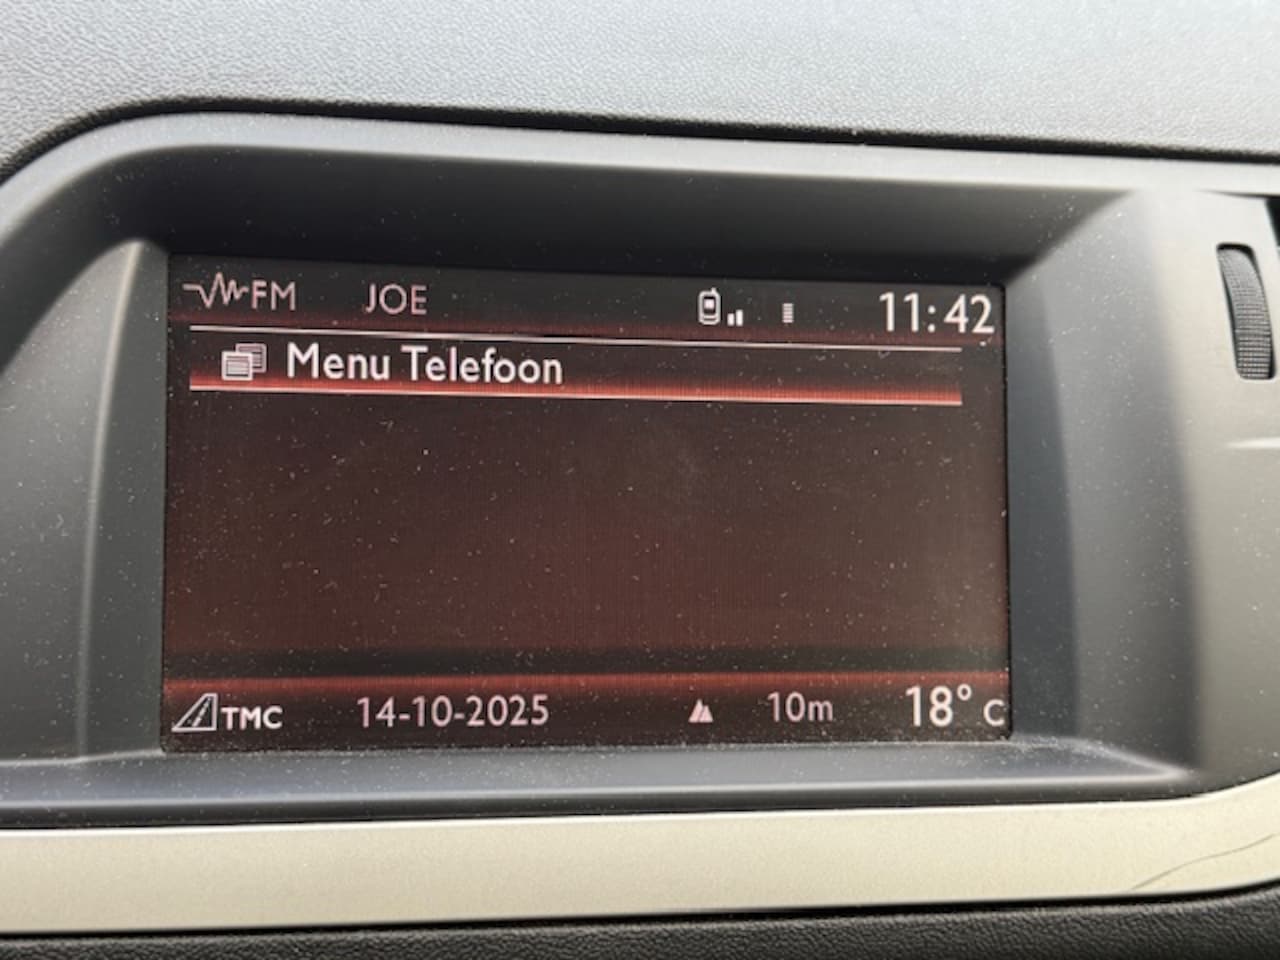 FM JOE 11:42
Menu Telefoon
TMC 14-10-2025 10m 18° C